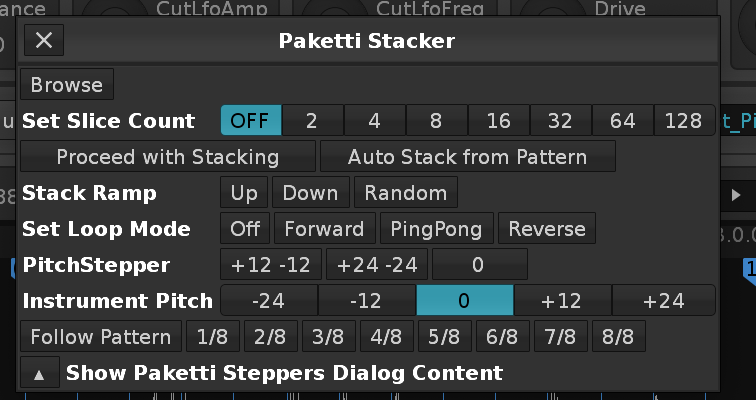 ance CutLfoAmp CutLfoFreq Drive
Paketti Stacker
Browse
Set Slice Count OFF 2 4 8 16 32 64 128
t_Pi
Proceed with Stacking Auto Stack from Pattern
Stack Ramp Up Down Random
Set Loop Mode Off Forward PingPong Reverse
PitchStepper +12 -12 +24 -24 0
Instrument Pitch -24 -12 0 +12 +24
Follow Pattern 1/8 2/8 3/8 4/8 5/8 6/8 7/8 8/8
Show Paketti Steppers Dialog Content